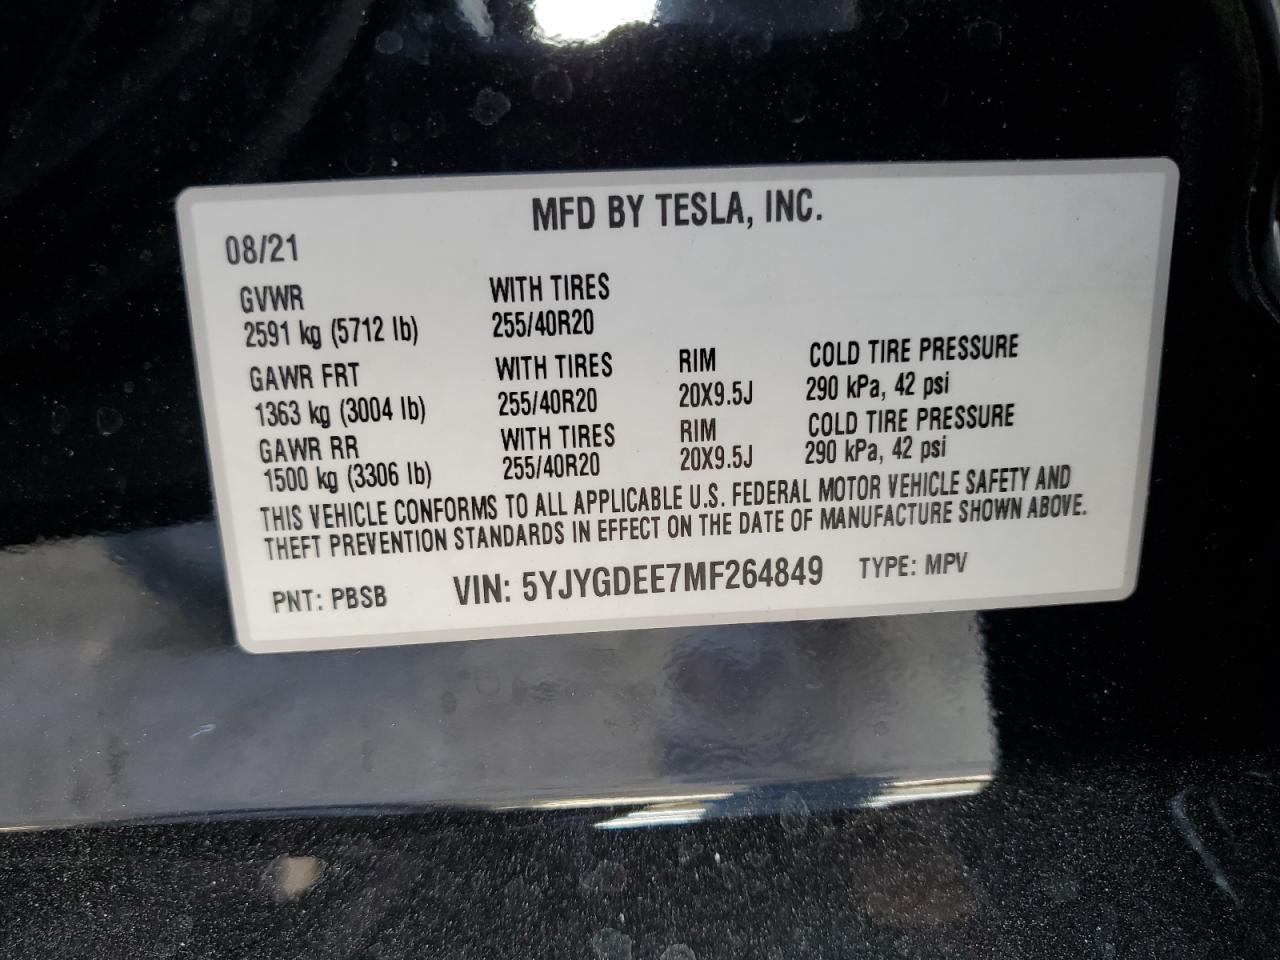 MFD BY TESLA, INC.
08/21
GVWR WITH TIRES
2591 kg (5712 lb) 255/40R20
GAWR FRT WITH TIRES RIM COLD TIRE PRESSURE
1363 kg (3004 lb) 255/40R20 20X9.5J 290 kPa, 42 psi
GAWR RR WITH TIRES RIM COLD TIRE PRESSURE
1500 kg (3306 lb) 255/40R20 20X9.5J 290 kPa, 42 psi
THIS VEHICLE CONFORMS TO ALL APPLICABLE U.S. FEDERAL MOTOR VEHICLE SAFETY AND
THEFT PREVENTION STANDARDS IN EFFECT ON THE DATE OF MANUFACTURE SHOWN ABOVE.
PNT: PBSB VIN: 5YJYGDEE7MF264849 TYPE: MPV